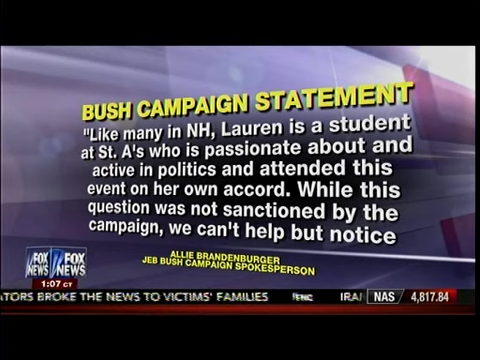 BUSH CAMPAIGN STATEMENT
"Like many in NH, Lauren is a student
at St. A's who is passionate about and
active in politics and attended this
event on her own accord. While this
question was not sanctioned by the
campaign, we can't help but notice
ALLIE BRANDENBURGER
JEB BUSH CAMPAIGN SPOKESPERSON
FOX NEWS FOX NEWS
1:07 CT
ATORS BROKE THE NEWS TO VICTIMS' FAMILIES IRAI
NAS 4,817.84